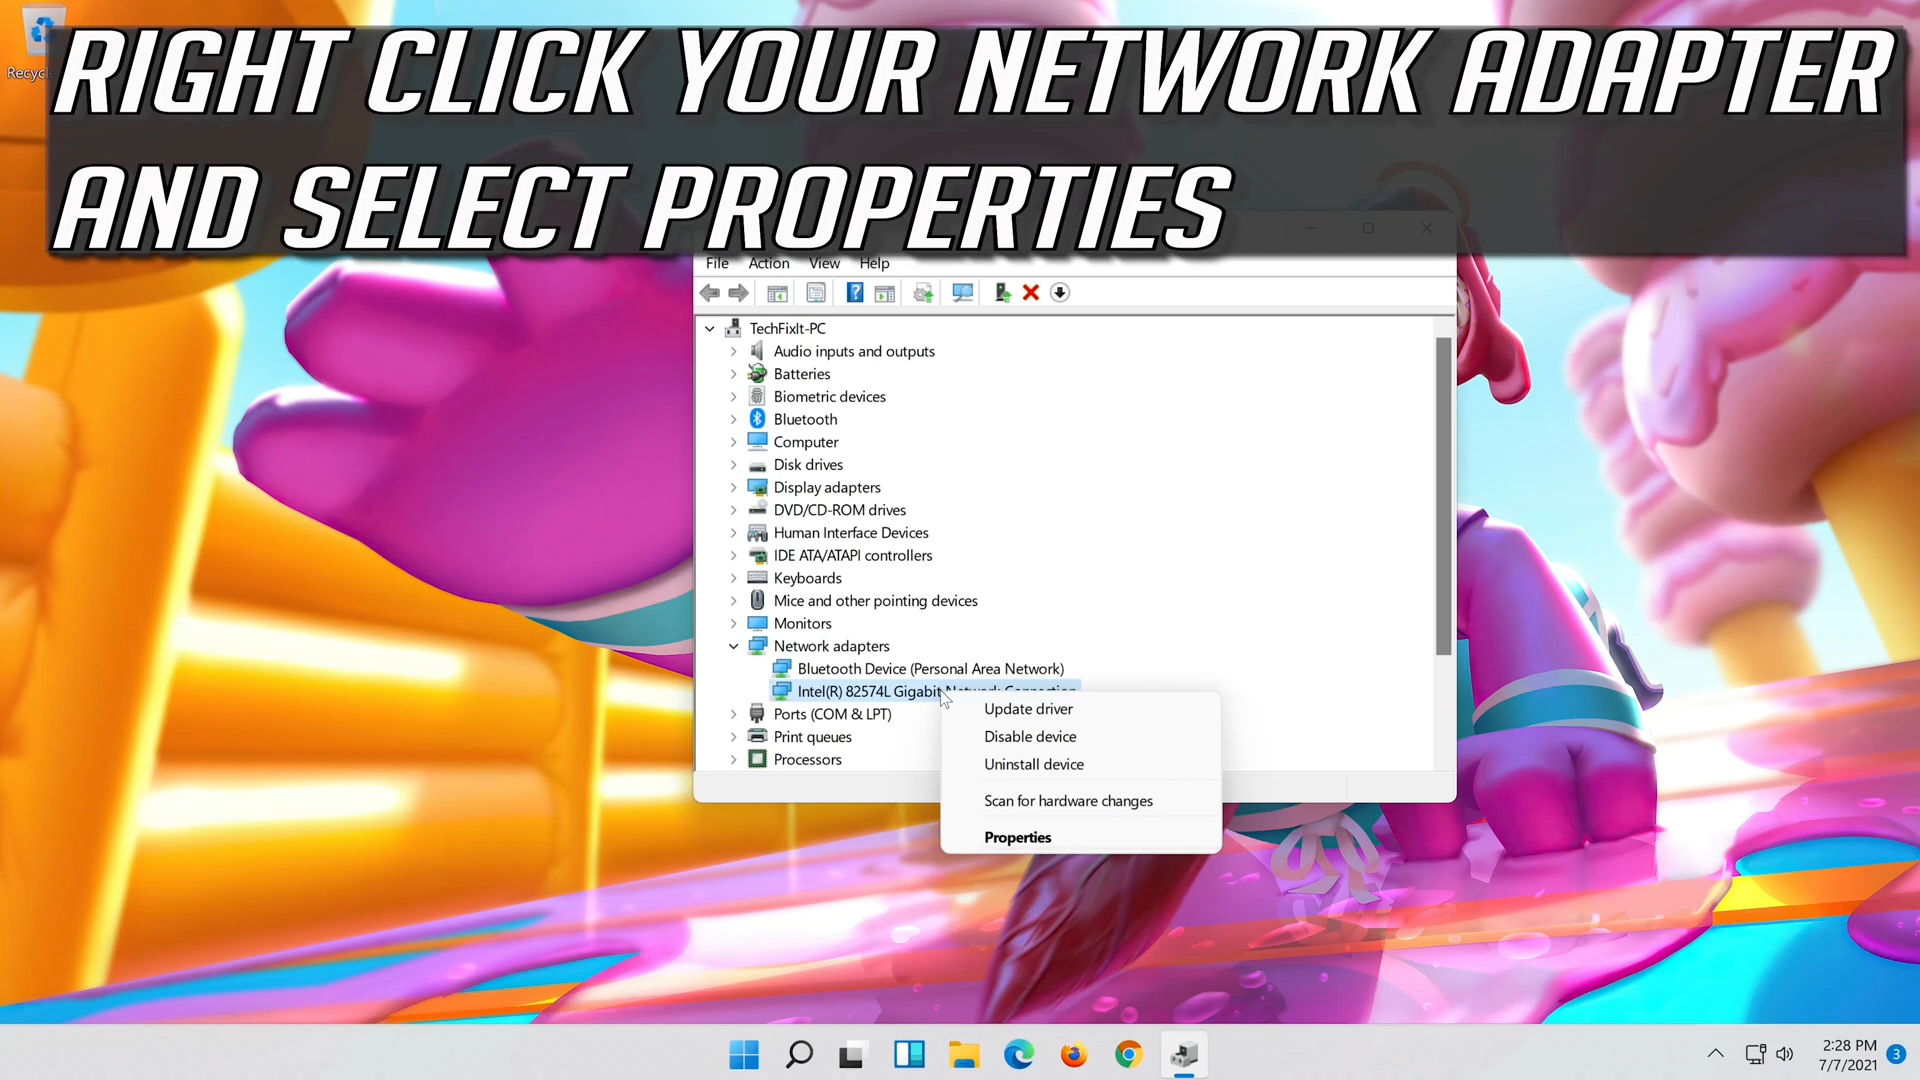 Recycle
RIGHT CLICK YOUR NETWORK ADAPTER
AND SELECT PROPERTIES
File Action View Help
TechFixIt-PC
Audio inputs and outputs
Batteries
Biometric devices
Bluetooth
Computer
Disk drives
Display adapters
DVD/CD-ROM drives
Human Interface Devices
IDE ATA/ATAPI controllers
Keyboards
Mice and other pointing devices
Monitors
Network adapters
Bluetooth Device (Personal Area Network)
Intel(R) 82574L Gigabit Network Connection
Ports (COM & LPT)
Print queues
Processors
Update driver
Disable device
Uninstall device
Scan for hardware changes
Properties
2:28 PM
7/7/2021
3